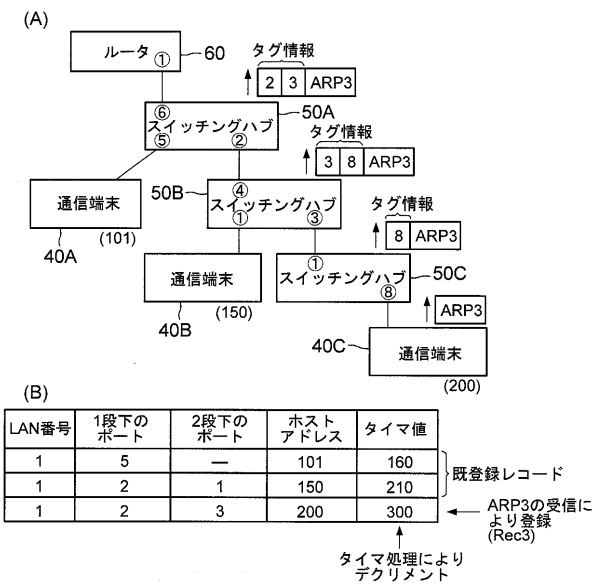 (A)
ルータ
①
60
タグ情報
2 3 ARP3
⑥
スイッチングハブ
⑤ ②
50A
タグ情報
3 8 ARP3
通信端末
(101)
40A
50B
④
スイッチングハブ
① ③
タグ情報
8 ARP3
通信端末
(150)
40B
①
スイッチングハブ
⑧
50C
ARP3
40C
通信端末
(200)
(B)
LAN番号 1段下のポート 2段下のポート ホストアドレス タイマ値
1 5 — 101 160
1 2 1 150 210
1 2 3 200 300
既登録レコード
ARP3の受信に
より登録
(Rec3)
タイマ処理により
デクリメント